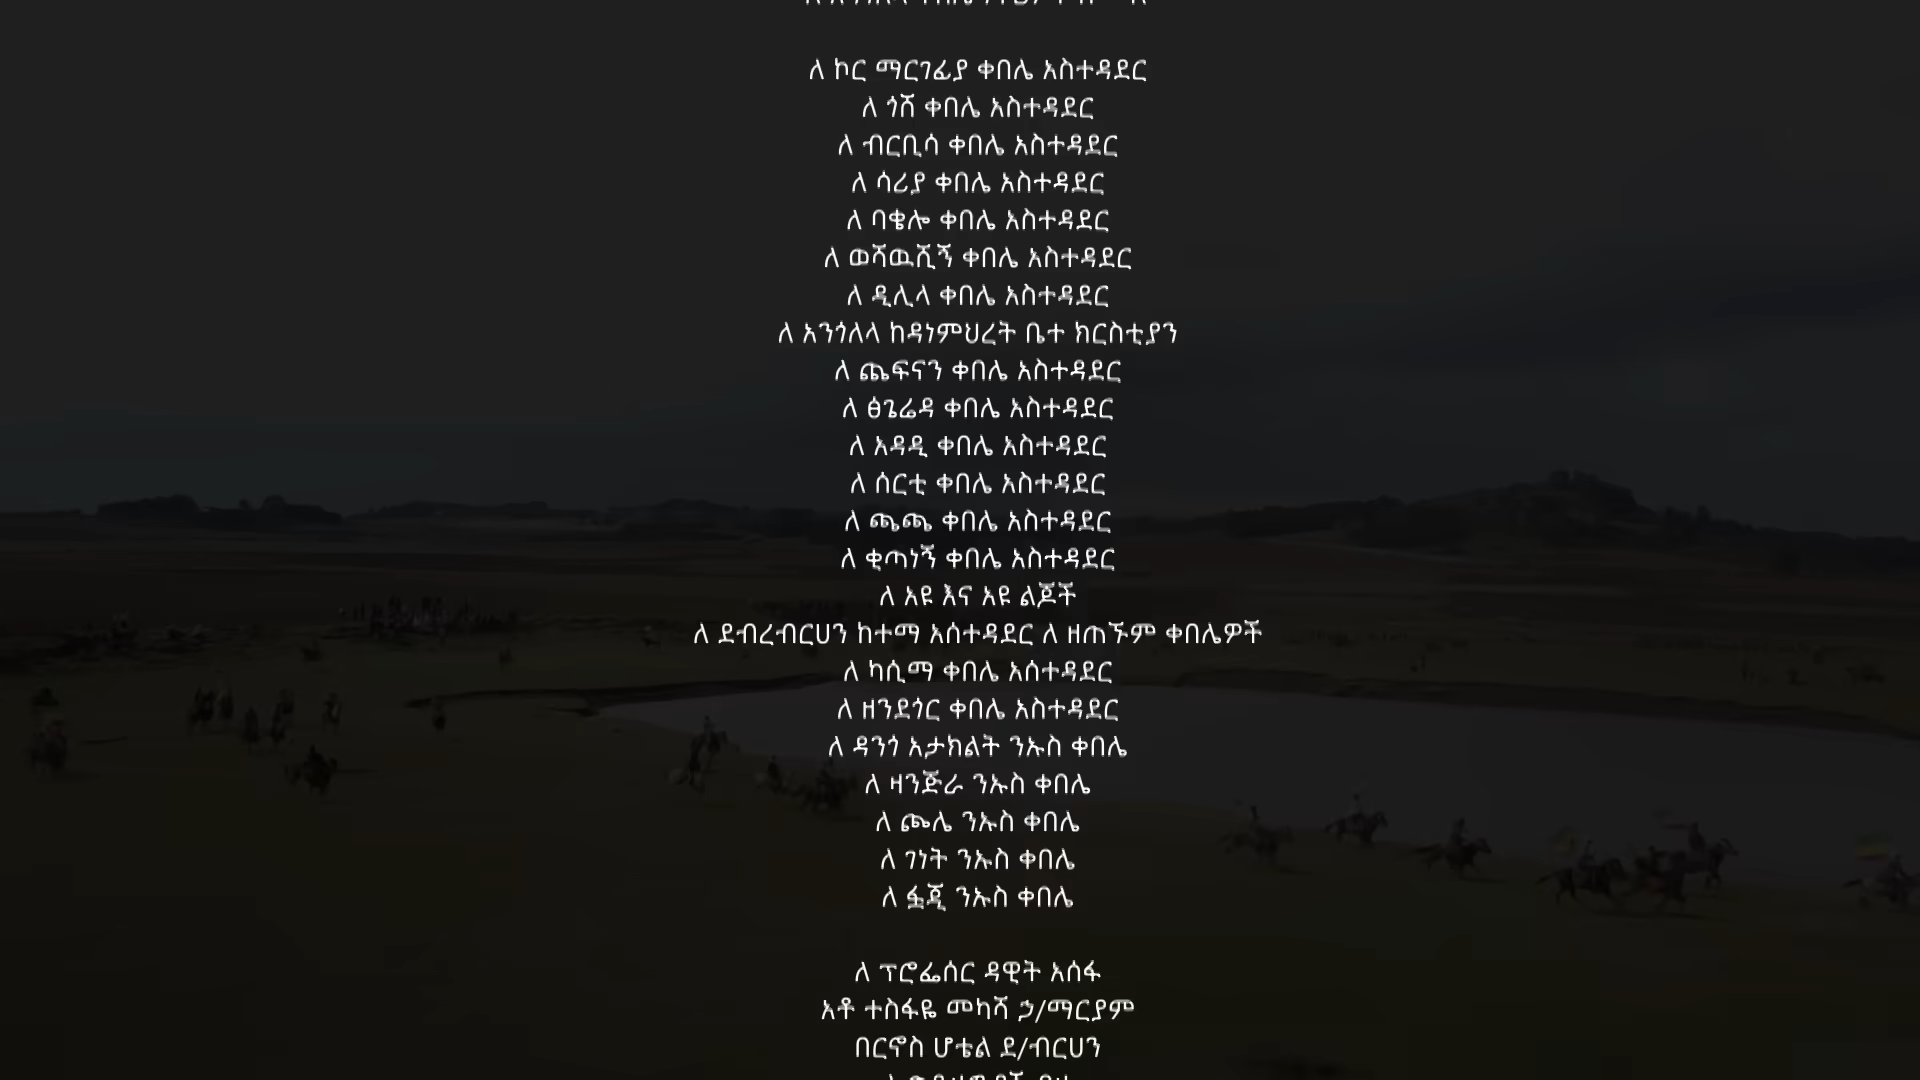 ለ ኮር ማርገፊያ ቀበሌ አስተዳደር
ለ ጎሽ ቀበሌ አስተዳደር
ለ ብርቢሳ ቀበሌ አስተዳደር
ለ ሳሪያ ቀበሌ አስተዳደር
ለ ባቄሎ ቀበሌ አስተዳደር
ለ ወሻዉሺኝ ቀበሌ አስተዳደር
ለ ዲሊላ ቀበሌ አስተዳደር
ለ አንጎለላ ከዳነምህረት ቤተ ክርስቲያን
ለ ጨፍናን ቀበሌ አስተዳደር
ለ ፅጌሬዳ ቀበሌ አስተዳደር
ለ አዳዲ ቀበሌ አስተዳደር
ለ ሰርቲ ቀበሌ አስተዳደር
ለ ጫጫ ቀበሌ አስተዳደር
ለ ቂጣነኝ ቀበሌ አስተዳደር
ለ አዩ እና አዩ ልጆች
ለ ደብረብርሀን ከተማ አሰተዳደር ለ ዘጠኙም ቀበሌዎች
ለ ካሲማ ቀበሌ አሰተዳደር
ለ ዘንደጎር ቀበሌ አስተዳደር
ለ ዳንጎ አታክልት ንኡስ ቀበሌ
ለ ዛንጅራ ንኡስ ቀበሌ
ለ ጮሌ ንኡስ ቀበሌ
ለ ገነት ንኡስ ቀበሌ
ለ ፏጂ ንኡስ ቀበሌ
ለ ፕሮፌሰር ዳዊት አሰፋ
አቶ ተስፋዬ መካሻ ኃ/ማርያም
በርኖስ ሆቴል ደ/ብርሀን